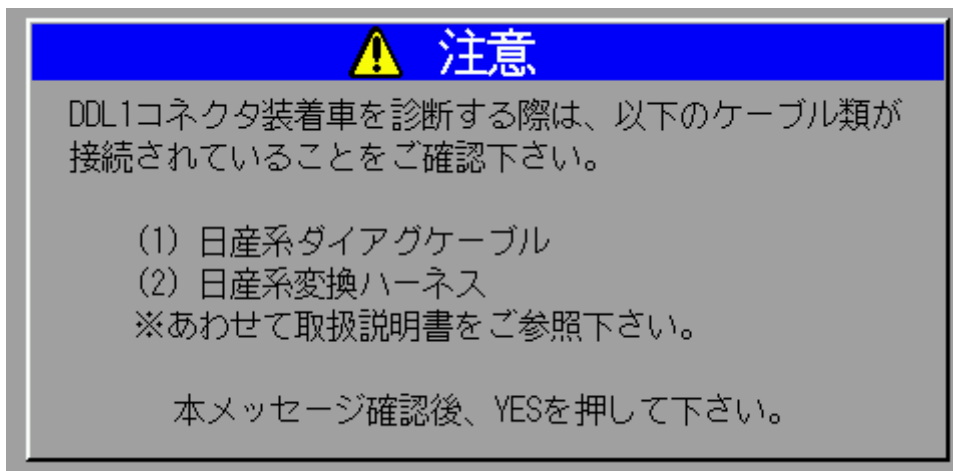 注意
DDL1コネクタ装着車を診断する際は、以下のケーブル類が
接続されていることをご確認下さい。
(1) 日産系ダイアグケーブル
(2) 日産系変換ハーネス
※あわせて取扱説明書をご参照下さい。
本メッセージ確認後、YESを押して下さい。